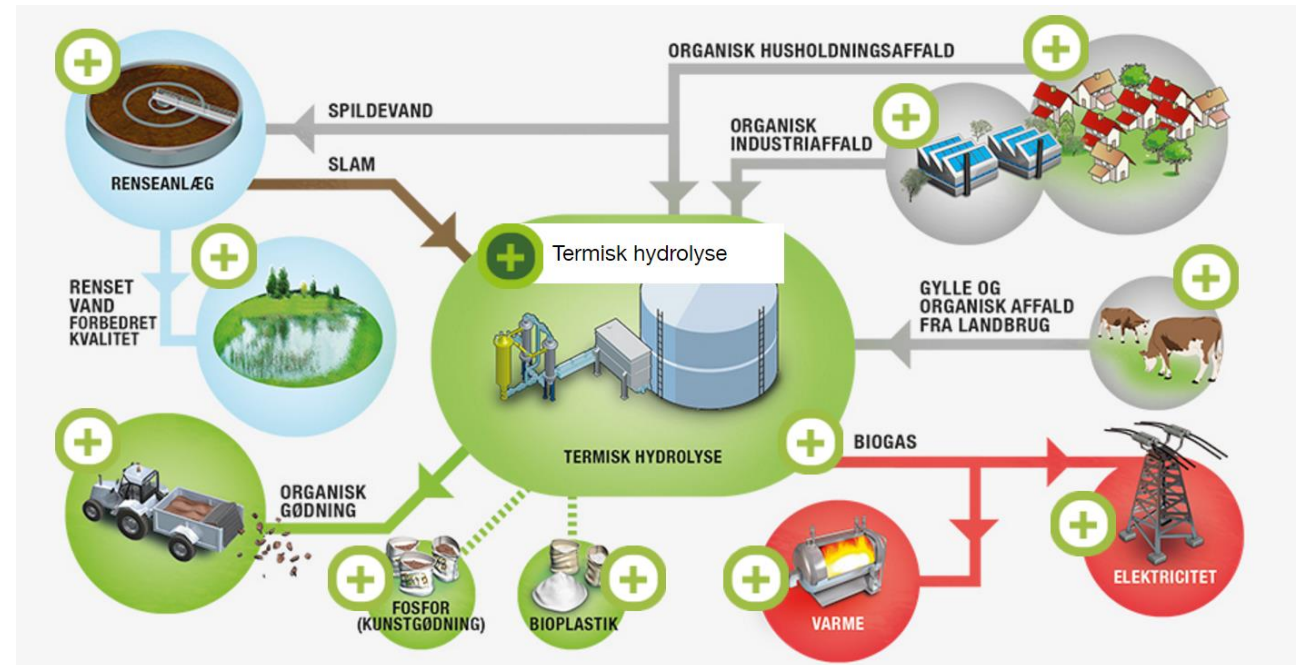 ORGANISK HUSHOLDNINGSAFFALD
SPILDEVAND
ORGANISK
INDUSTRIAFFALD
SLAM
RENSEANLÆG
Termisk hydrolyse
RENSET
VAND
FORBEDRET
KVALITET
GYLLE OG
ORGANISK AFFALD
FRA LANDBRUG
TERMISK HYDROLYSE
BIOGAS
ORGANISK
GØDNING
FOSFOR
(KUNSTGØDNING)
BIOPLASTIK
VARME
ELEKTRICITET